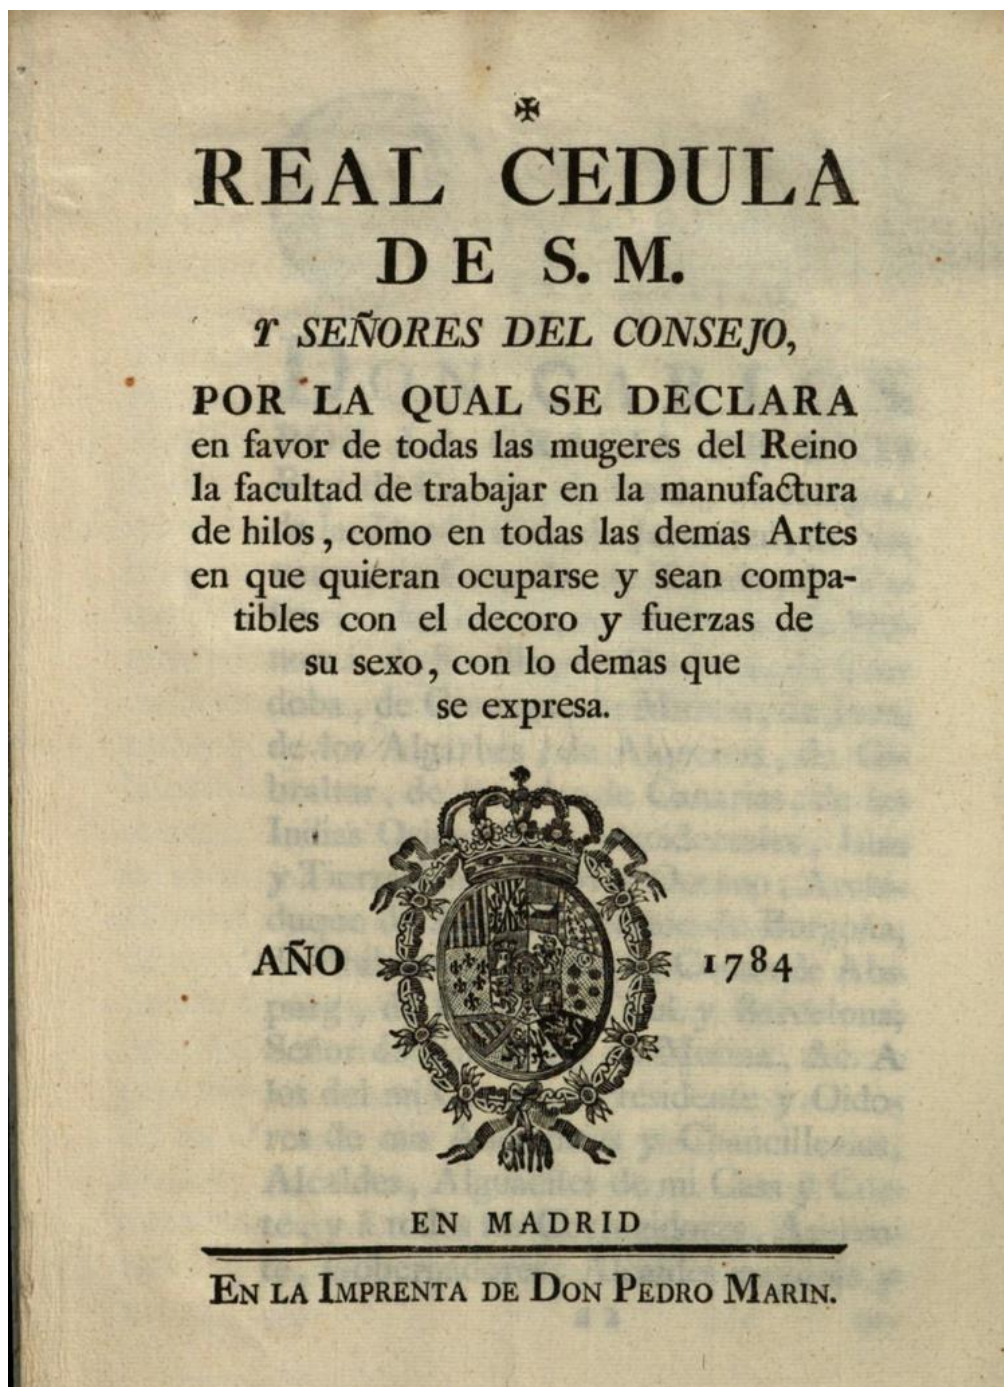 ✠
REAL CEDULA
DE S. M.
Y SEÑORES DEL CONSEJO,
POR LA QUAL SE DECLARA
en favor de todas las mugeres del Reino
la facultad de trabajar en la manufactura
de hilos, como en todas las demas Artes
en que quieran ocuparse y sean compa-
tibles con el decoro y fuerzas de
su sexo, con lo demas que
se expresa.
AÑO 1784
EN MADRID
EN LA IMPRENTA DE DON PEDRO MARIN.